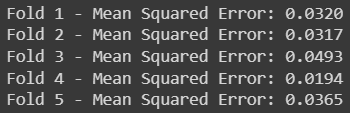 Fold 1 - Mean Squared Error: 0.0320
Fold 2 - Mean Squared Error: 0.0317
Fold 3 - Mean Squared Error: 0.0493
Fold 4 - Mean Squared Error: 0.0194
Fold 5 - Mean Squared Error: 0.0365